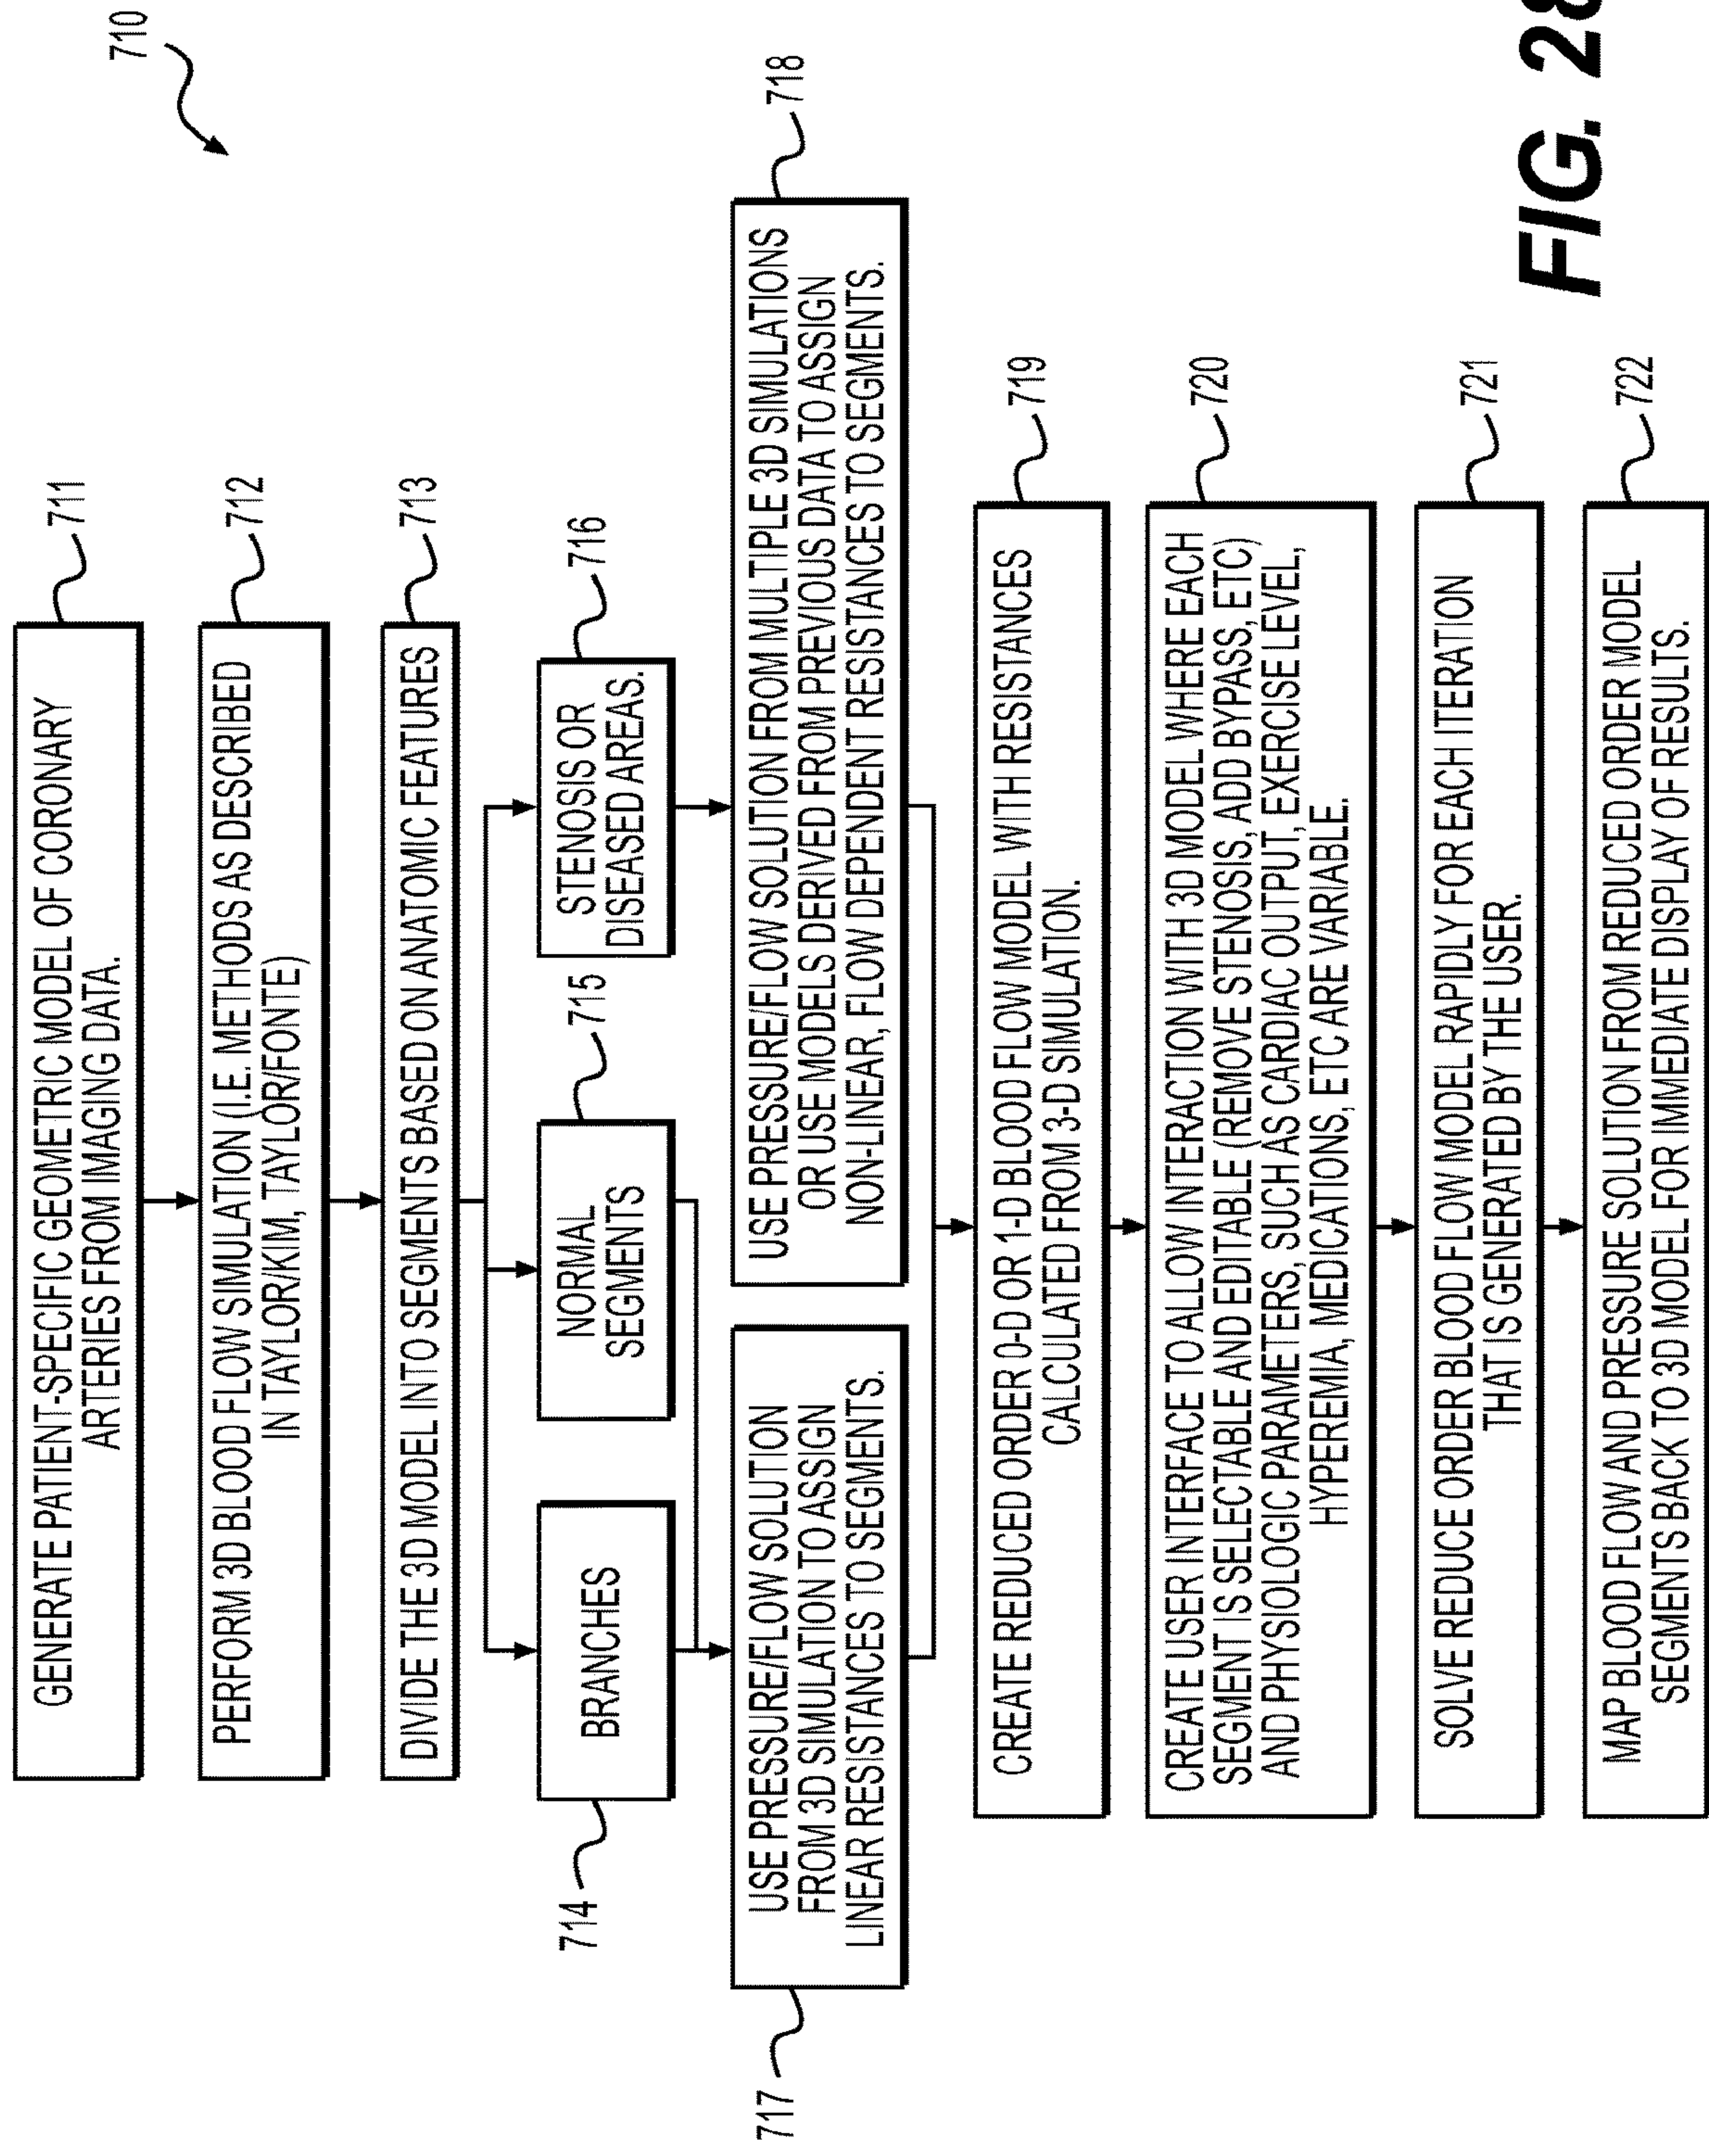 710
GENERATE PATIENT-SPECIFIC GEOMETRIC MODEL OF CORONARY
ARTERIES FROM IMAGING DATA.
711
PERFORM 3D BLOOD FLOW SIMULATION (I.E. METHODS AS DESCRIBED
IN TAYLOR/KIM, TAYLOR/FONTE)
712
DIVIDE THE 3D MODEL INTO SEGMENTS BASED ON ANATOMIC FEATURES
713
714
BRANCHES
NORMAL
SEGMENTS
715
STENOSIS OR
DISEASED AREAS.
716
717
USE PRESSURE/FLOW SOLUTION
FROM 3D SIMULATION TO ASSIGN
LINEAR RESISTANCES TO SEGMENTS.
USE PRESSURE/FLOW SOLUTION FROM MULTIPLE 3D SIMULATIONS
OR USE MODELS DERIVED FROM PREVIOUS DATA TO ASSIGN
NON-LINEAR, FLOW DEPENDENT RESISTANCES TO SEGMENTS.
718
CREATE REDUCED ORDER 0-D OR 1-D BLOOD FLOW MODEL WITH RESISTANCES
CALCULATED FROM 3-D SIMULATION.
719
CREATE USER INTERFACE TO ALLOW INTERACTION WITH 3D MODEL WHERE EACH
SEGMENT IS SELECTABLE AND EDITABLE (REMOVE STENOSIS, ADD BYPASS, ETC)
AND PHYSIOLOGIC PARAMETERS, SUCH AS CARDIAC OUTPUT, EXERCISE LEVEL,
HYPEREMIA, MEDICATIONS, ETC ARE VARIABLE.
720
SOLVE REDUCE ORDER BLOOD FLOW MODEL RAPIDLY FOR EACH ITERATION
THAT IS GENERATED BY THE USER.
721
MAP BLOOD FLOW AND PRESSURE SOLUTION FROM REDUCED ORDER MODEL
SEGMENTS BACK TO 3D MODEL FOR IMMEDIATE DISPLAY OF RESULTS.
722
FIG. 28